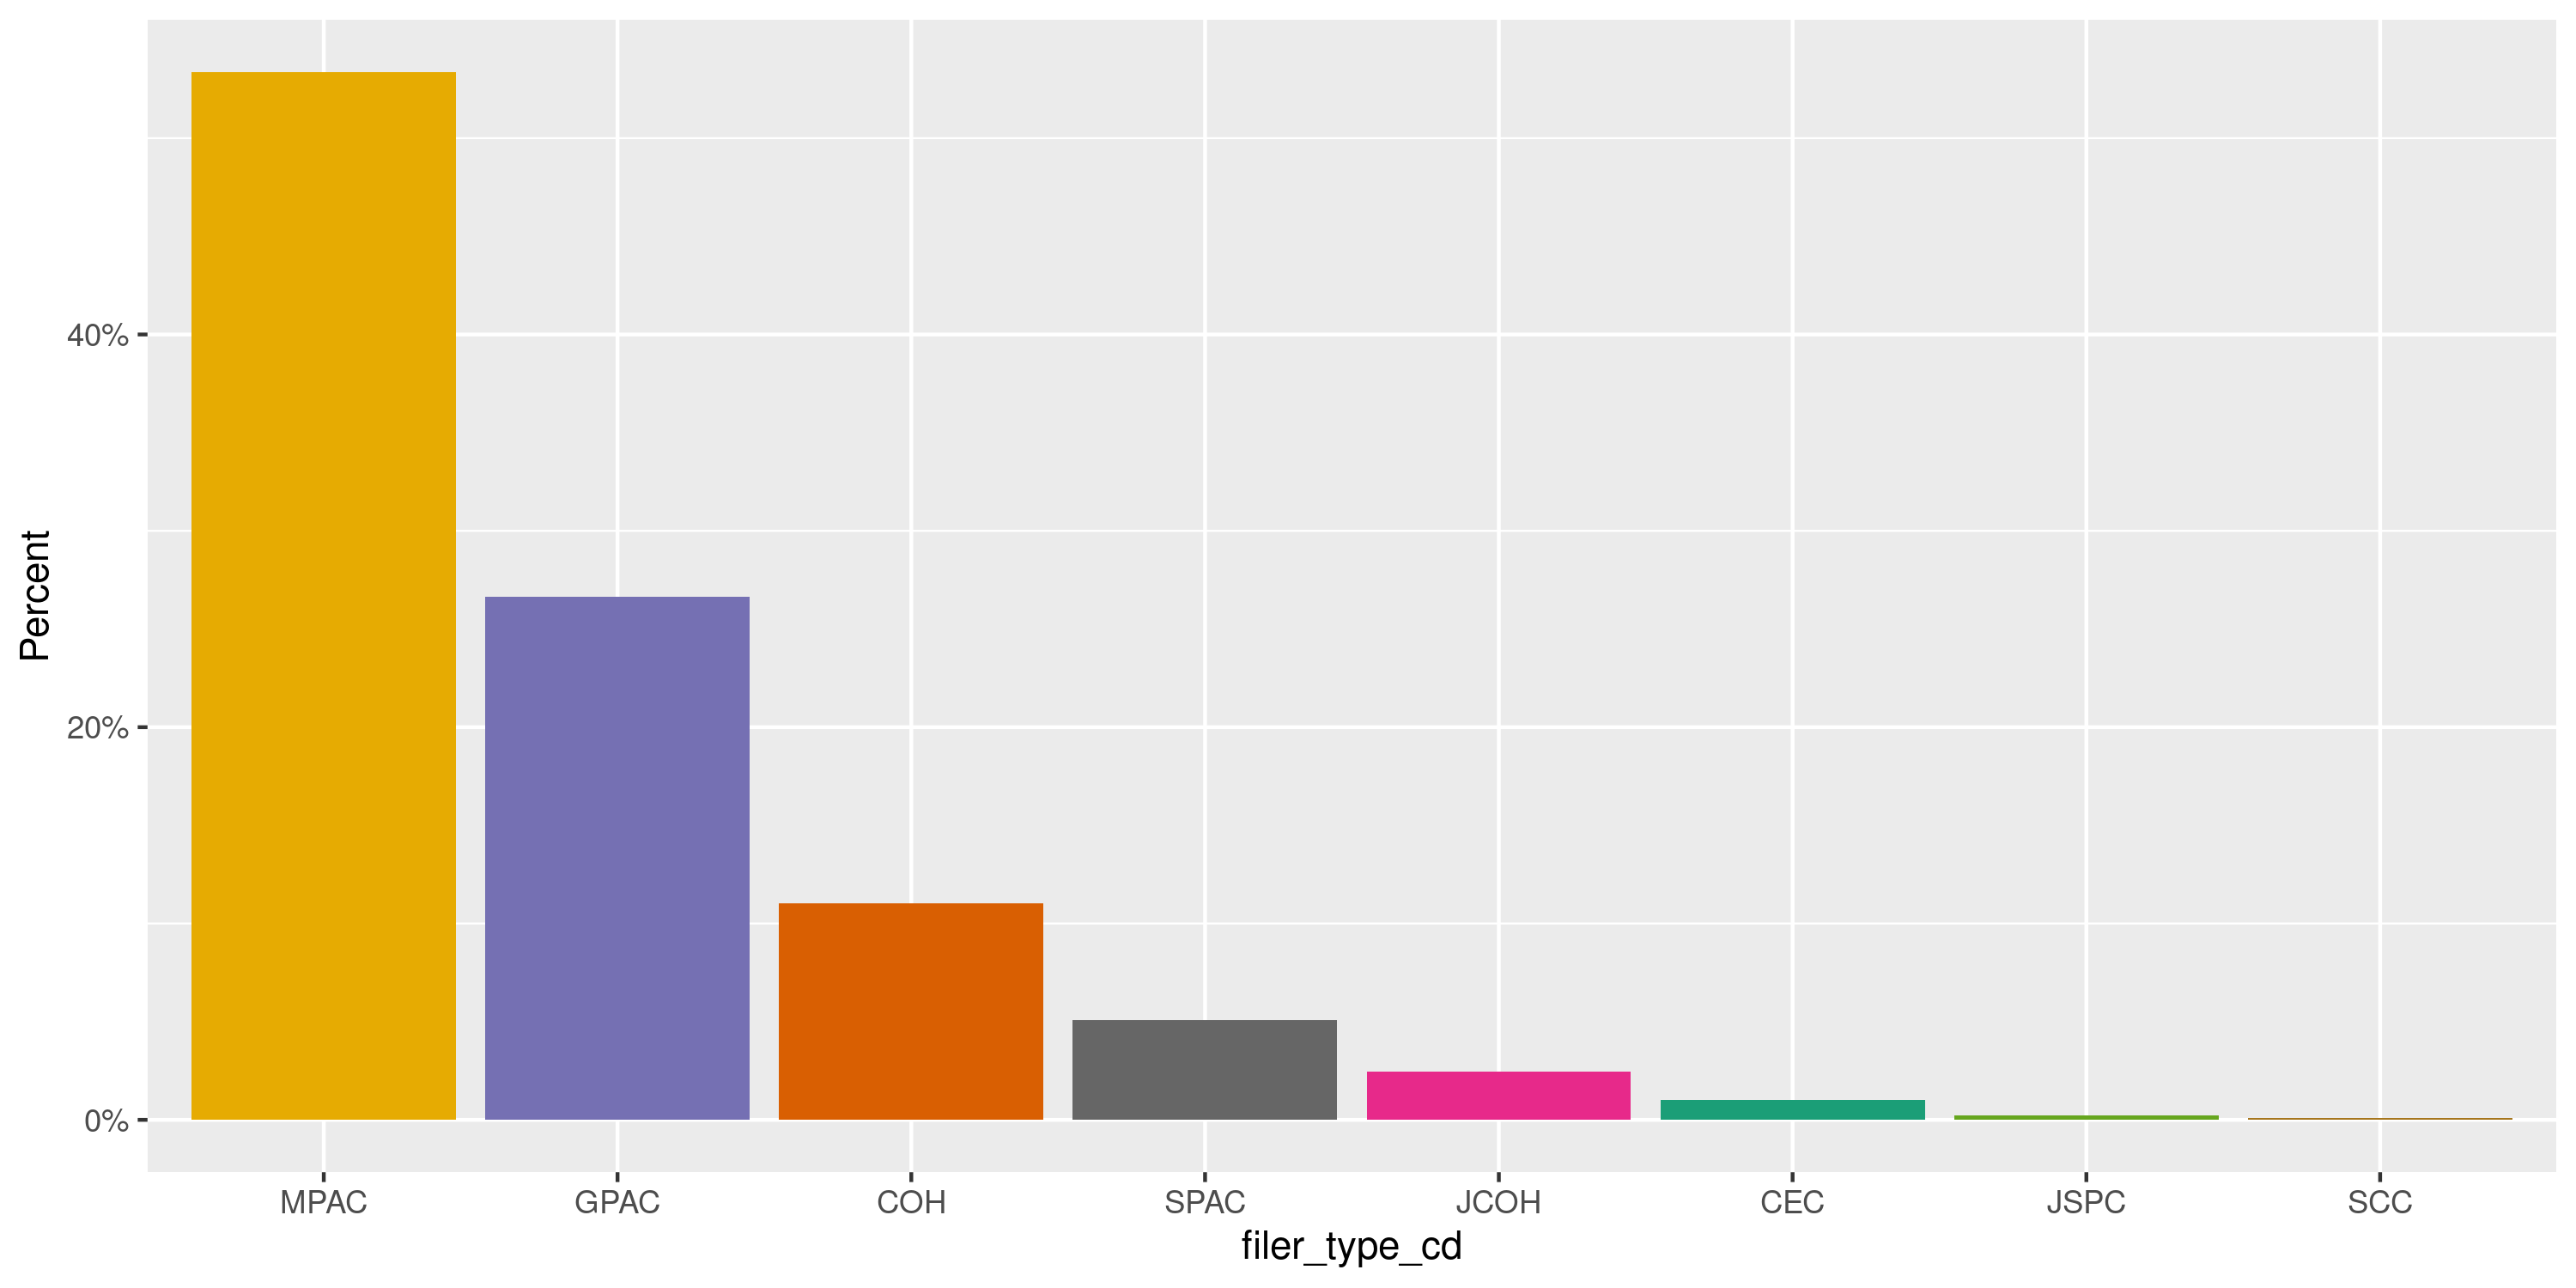 Percent
40%
20%
0%
MPAC GPAC COH SPAC JCOH CEC JSPC SCC
filer_type_cd